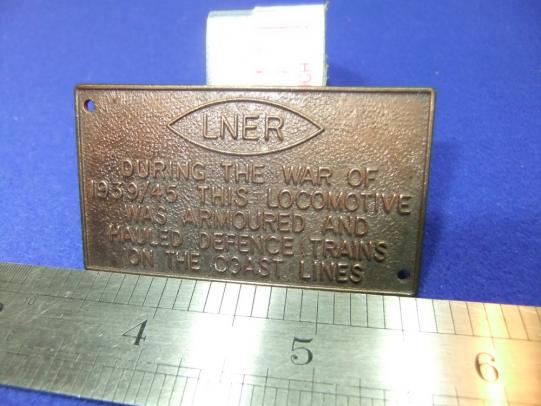 LNER
DURING THE WAR OF
1939/45 THIS LOCOMOTIVE
WAS ARMOURED AND
HAULED DEFENCE TRAINS
ON THE COAST LINES
4
5
6